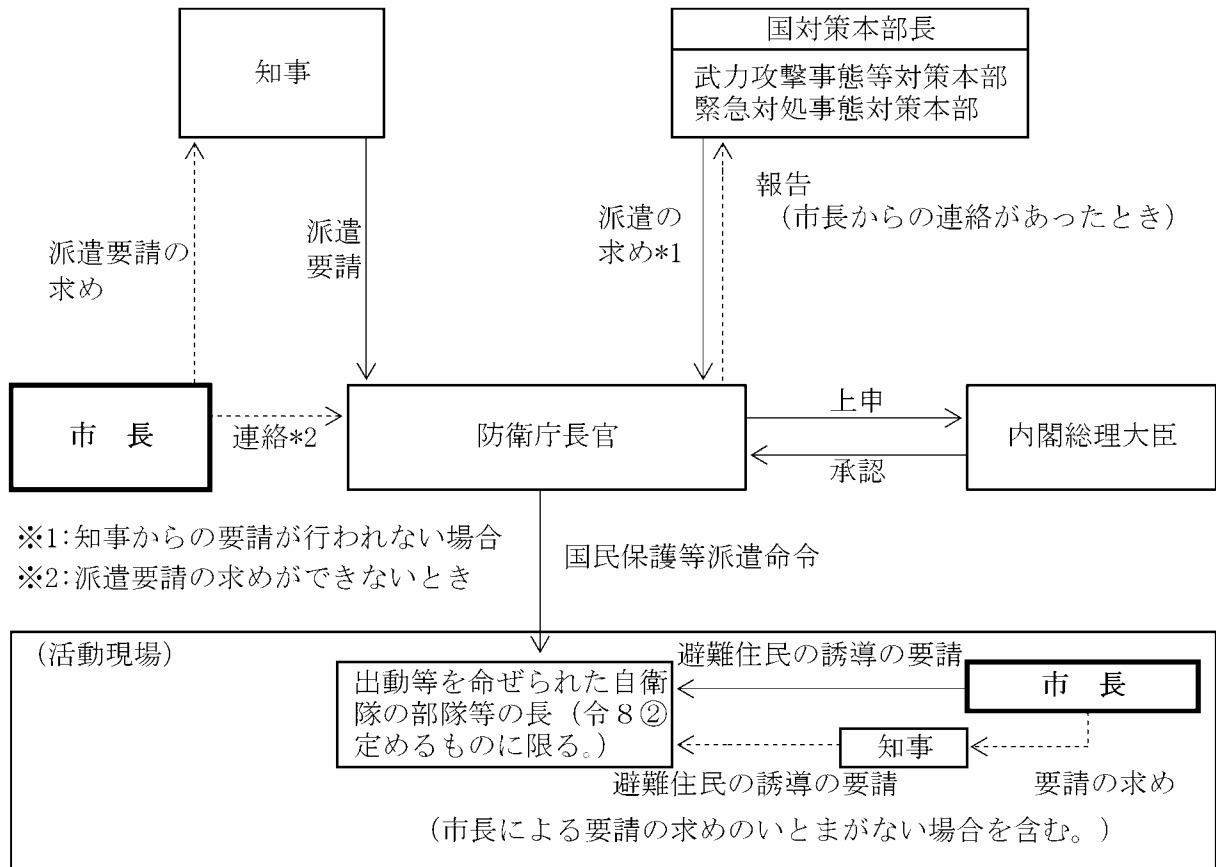 知事
国対策本部長
武力攻撃事態等対策本部
緊急対処事態対策本部
派遣要請の
求め
派遣
要請
派遣の
求め*1
報告
（市長からの連絡があったとき）
市　長
連絡*2
防衛庁長官
上申
承認
内閣総理大臣
※1:知事からの要請が行われない場合
※2:派遣要請の求めができないとき
国民保護等派遣命令
（活動現場）
出動等を命ぜられた自衛
隊の部隊等の長（令８②
定めるものに限る。）
避難住民の誘導の要請
市　長
知事
避難住民の誘導の要請
要請の求め
（市長による要請の求めのいとまがない場合を含む。）